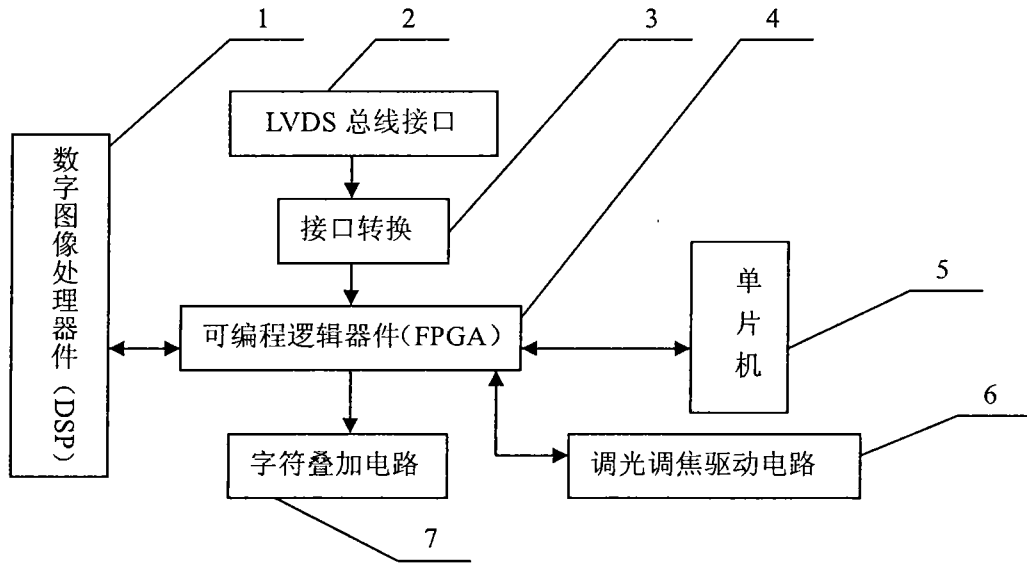 1
2
3
4
LVDS 总线接口
数字图像处理器件(DSP)
接口转换
单片机
5
可编程逻辑器件(FPGA)
6
字符叠加电路
调光调焦驱动电路
7